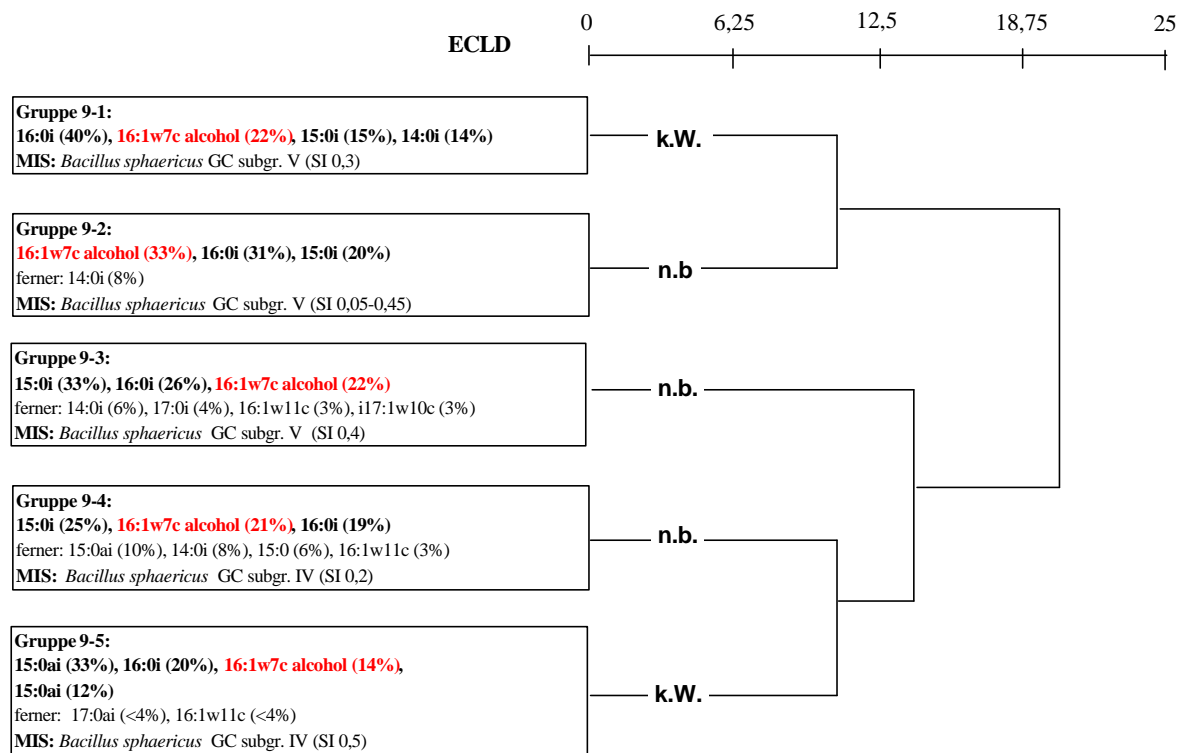 0 6,25 12,5 18,75 25
ECLD
Gruppe 9-1:
16:0i (40%), 16:1w7c alcohol (22%), 15:0i (15%), 14:0i (14%)
MIS: Bacillus sphaericus GC subgr. V (SI 0,3)
k.W.
Gruppe 9-2:
16:1w7c alcohol (33%), 16:0i (31%), 15:0i (20%)
ferner: 14:0i (8%)
MIS: Bacillus sphaericus GC subgr. V (SI 0,05-0,45)
n.b
Gruppe 9-3:
15:0i (33%), 16:0i (26%), 16:1w7c alcohol (22%)
ferner: 14:0i (6%), 17:0i (4%), 16:1w11c (3%), i17:1w10c (3%)
MIS: Bacillus sphaericus GC subgr. V (SI 0,4)
n.b.
Gruppe 9-4:
15:0i (25%), 16:1w7c alcohol (21%), 16:0i (19%)
ferner: 15:0ai (10%), 14:0i (8%), 15:0 (6%), 16:1w11c (3%)
MIS: Bacillus sphaericus GC subgr. IV (SI 0,2)
n.b.
Gruppe 9-5:
15:0ai (33%), 16:0i (20%), 16:1w7c alcohol (14%),
15:0ai (12%)
ferner: 17:0ai (<4%), 16:1w11c (<4%)
MIS: Bacillus sphaericus GC subgr. IV (SI 0,5)
k.W.